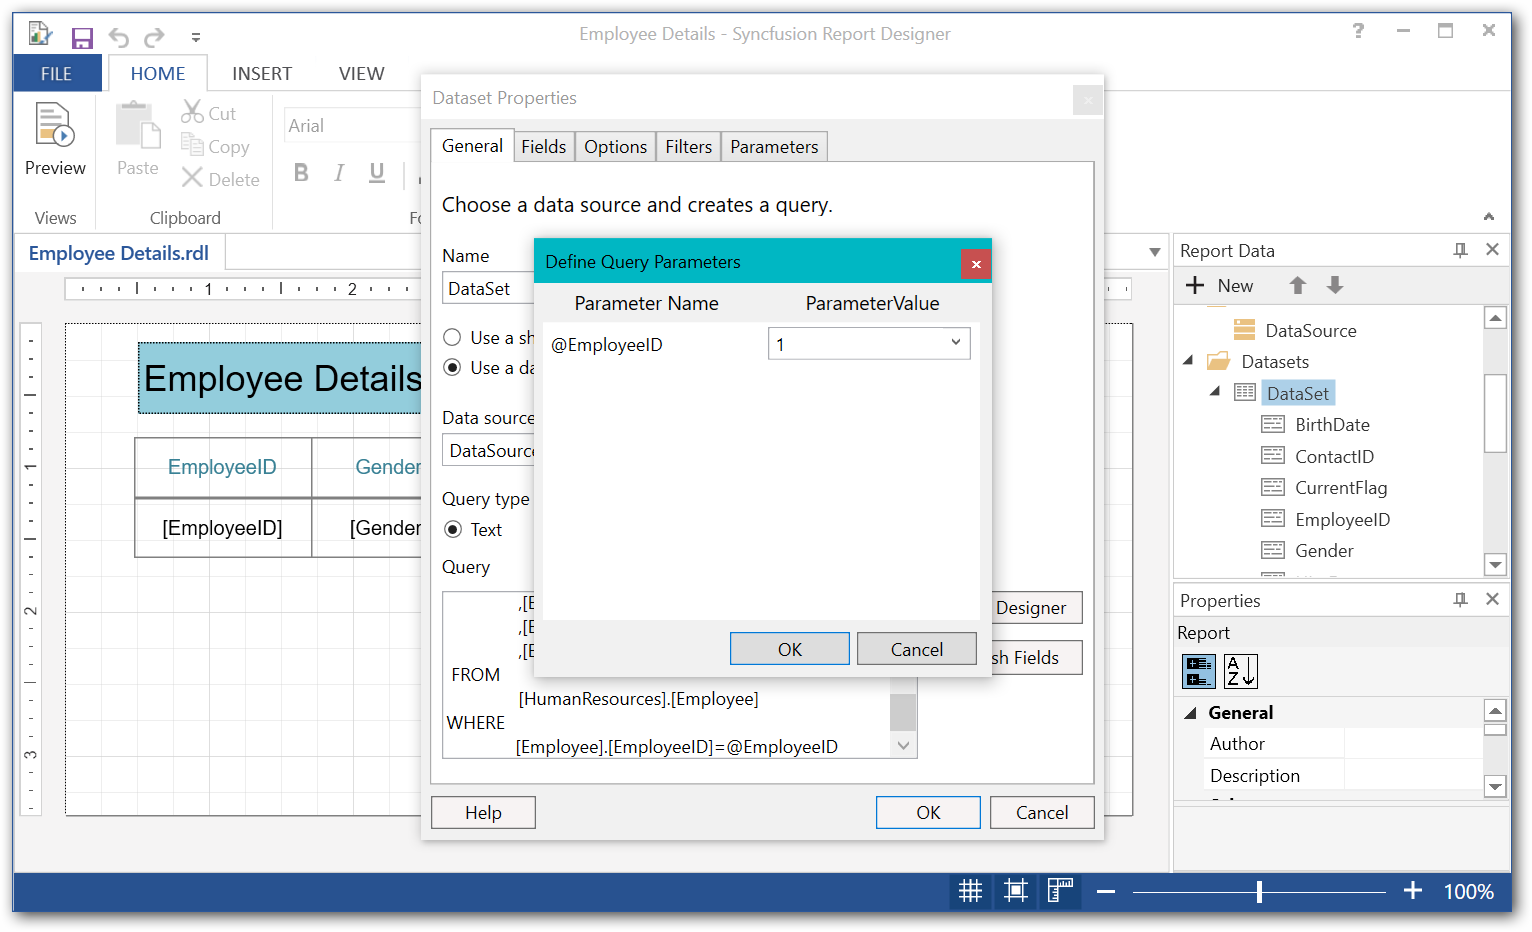 Employee Details - Syncfusion Report Designer
?
FILE
HOME
INSERT
VIEW
Preview
Paste
Cut
Copy
Delete
Arial
B I U
Views
Clipboard
Employee Details.rdl
1
2
Employee Details
EmployeeID
Gender
[EmployeeID]
[Gender
1
2
3
Dataset Properties
General
Fields
Options
Filters
Parameters
Choose a data source and creates a query.
Name
DataSet
Use a sh
Use a da
Data source
DataSource
Query type
Text
Query
,[E
,[E
,[E
FROM
[HumanResources].[Employee]
WHERE
[Employee].[EmployeeID]=@EmployeeID
Designer
sh Fields
Help
OK
Cancel
Define Query Parameters
Parameter Name
ParameterValue
@EmployeeID
1
OK
Cancel
Report Data
New
DataSource
Datasets
DataSet
BirthDate
ContactID
CurrentFlag
EmployeeID
Gender
Properties
Report
A
Z
General
Author
Description
100%